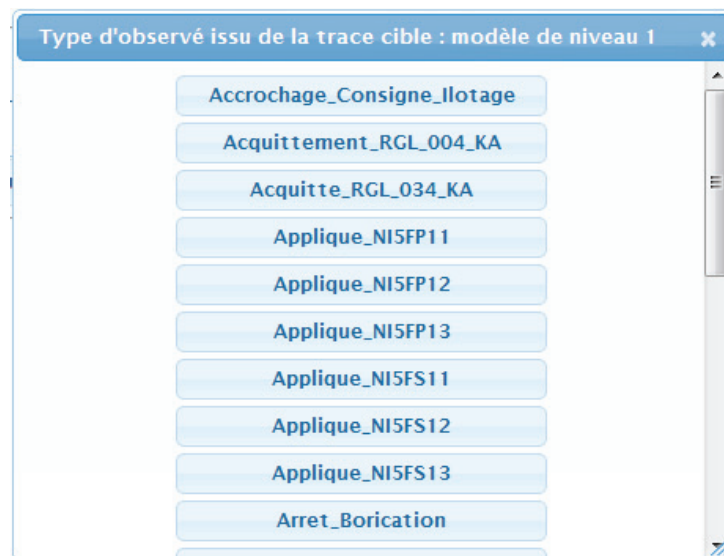 Type d'observé issu de la trace cible : modèle de niveau 1
Accrochage_Consigne_Ilotage
Acquittement_RGL_004_KA
Acquitte_RGL_034_KA
Applique_NI5FP11
Applique_NI5FP12
Applique_NI5FP13
Applique_NI5FS11
Applique_NI5FS12
Applique_NI5FS13
Arret_Borication